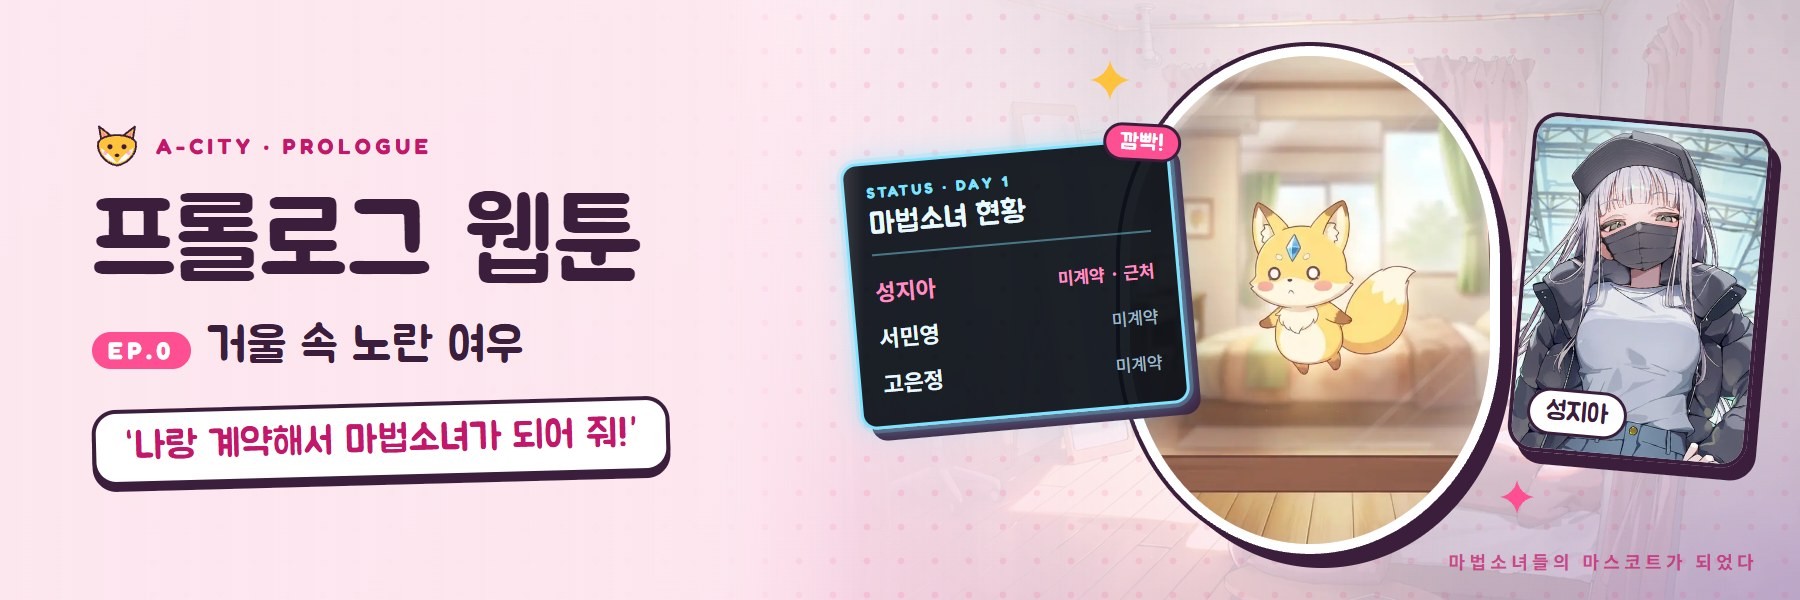 A-CITY · PROLOGUE
프롤로그 웹툰
EP.0 거울 속 노란 여우
'나랑 계약해서 마법소녀가 되어 줘!'
깜빡!
STATUS · DAY 1
마법소녀 현황
성지아 미계약 · 근처
서민영 미계약
고은정 미계약
성지아
마법소녀들의 마스코트가 되었다